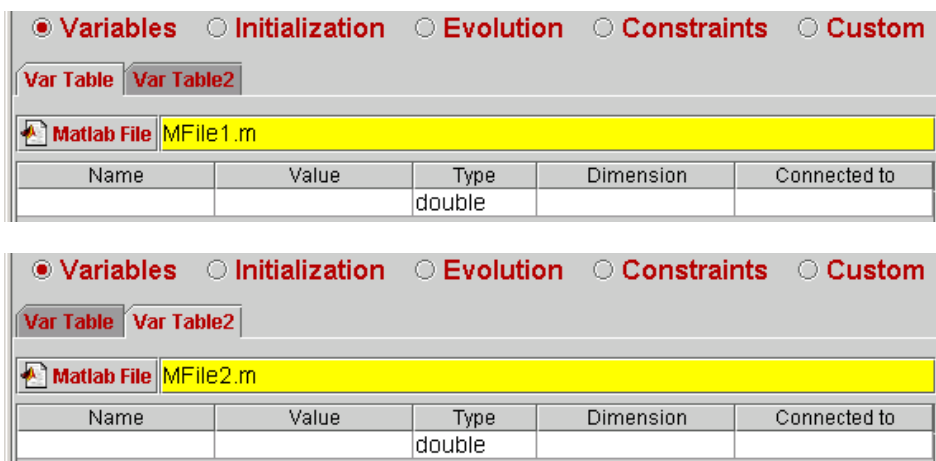 Variables Initialization Evolution Constraints Custom
Var Table Var Table2
Matlab File MFile1.m
Name Value Type Dimension Connected to
double
Variables Initialization Evolution Constraints Custom
Var Table Var Table2
Matlab File MFile2.m
Name Value Type Dimension Connected to
double